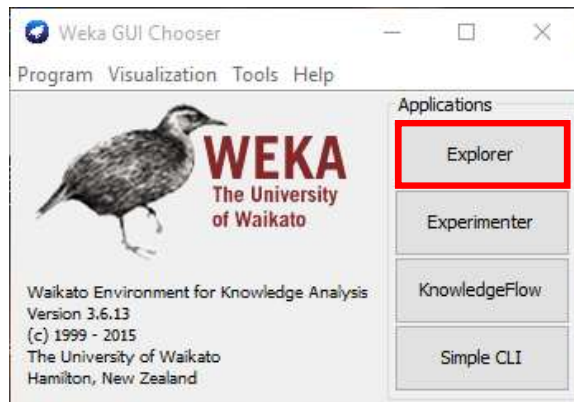 Weka GUI Chooser
Program Visualization Tools Help
Applications
WEKA
The University
of Waikato
Explorer
Experimenter
KnowledgeFlow
Simple CLI
Waikato Environment for Knowledge Analysis
Version 3.6.13
(c) 1999 - 2015
The University of Waikato
Hamilton, New Zealand